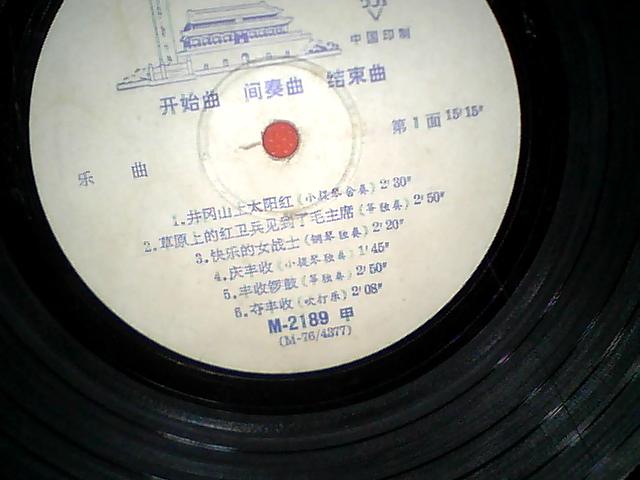 331
中国印制
开始曲 间奏曲 结束曲
第1面 15′15″
乐曲
1.井冈山上太阳红(小提琴合奏)2′30″
2.草原上的红卫兵见到了毛主席(筝独奏)2′50″
3.快乐的女战士(钢琴独奏)2′20″
4.庆丰收(小提琴独奏)1′45″
5.丰收锣鼓(筝独奏)2′50″
6.夺丰收(吹打乐)2′08″
M-2189 甲
(M-76/4377)